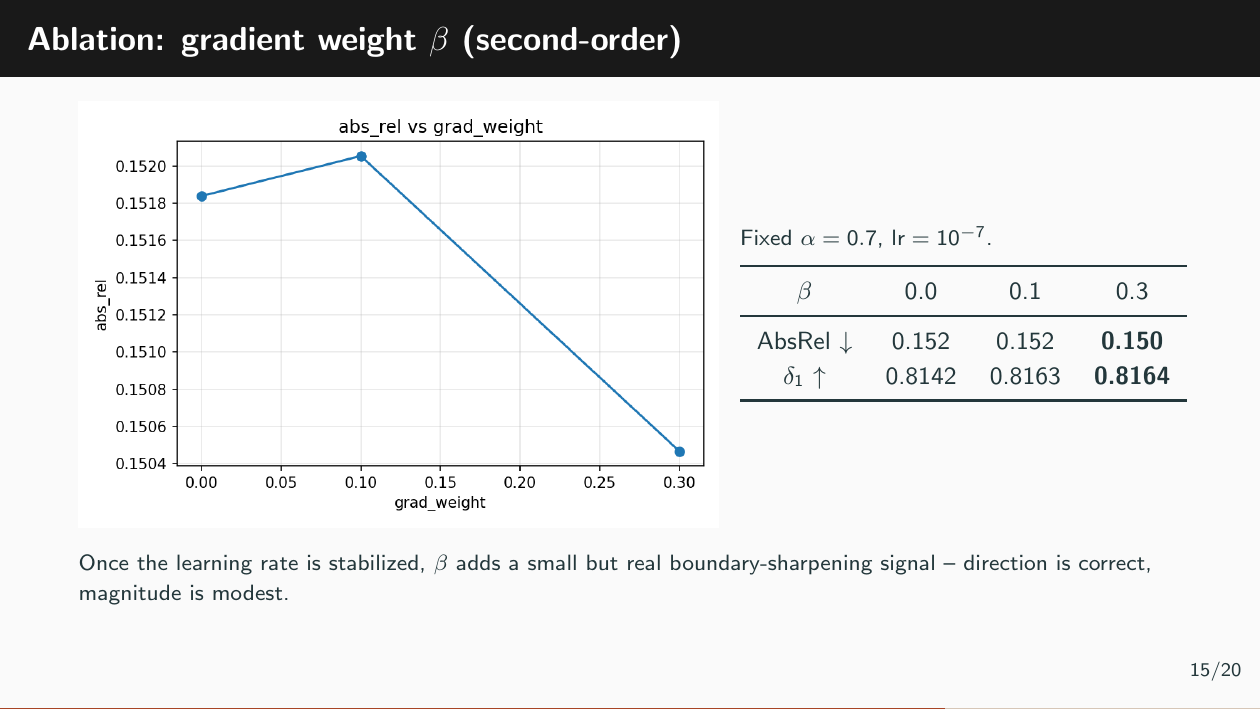 Ablation: gradient weight β (second-order)
abs_rel vs grad_weight
0.1520
0.1518
0.1516
0.1514
0.1512
0.1510
0.1508
0.1506
0.1504
abs_rel
0.00 0.05 0.10 0.15 0.20 0.25 0.30
grad_weight
Fixed α = 0.7, lr = 10⁻⁷.
β 0.0 0.1 0.3
AbsRel ↓ 0.152 0.152 0.150
δ₁ ↑ 0.8142 0.8163 0.8164
Once the learning rate is stabilized, β adds a small but real boundary-sharpening signal – direction is correct,
magnitude is modest.
15/20